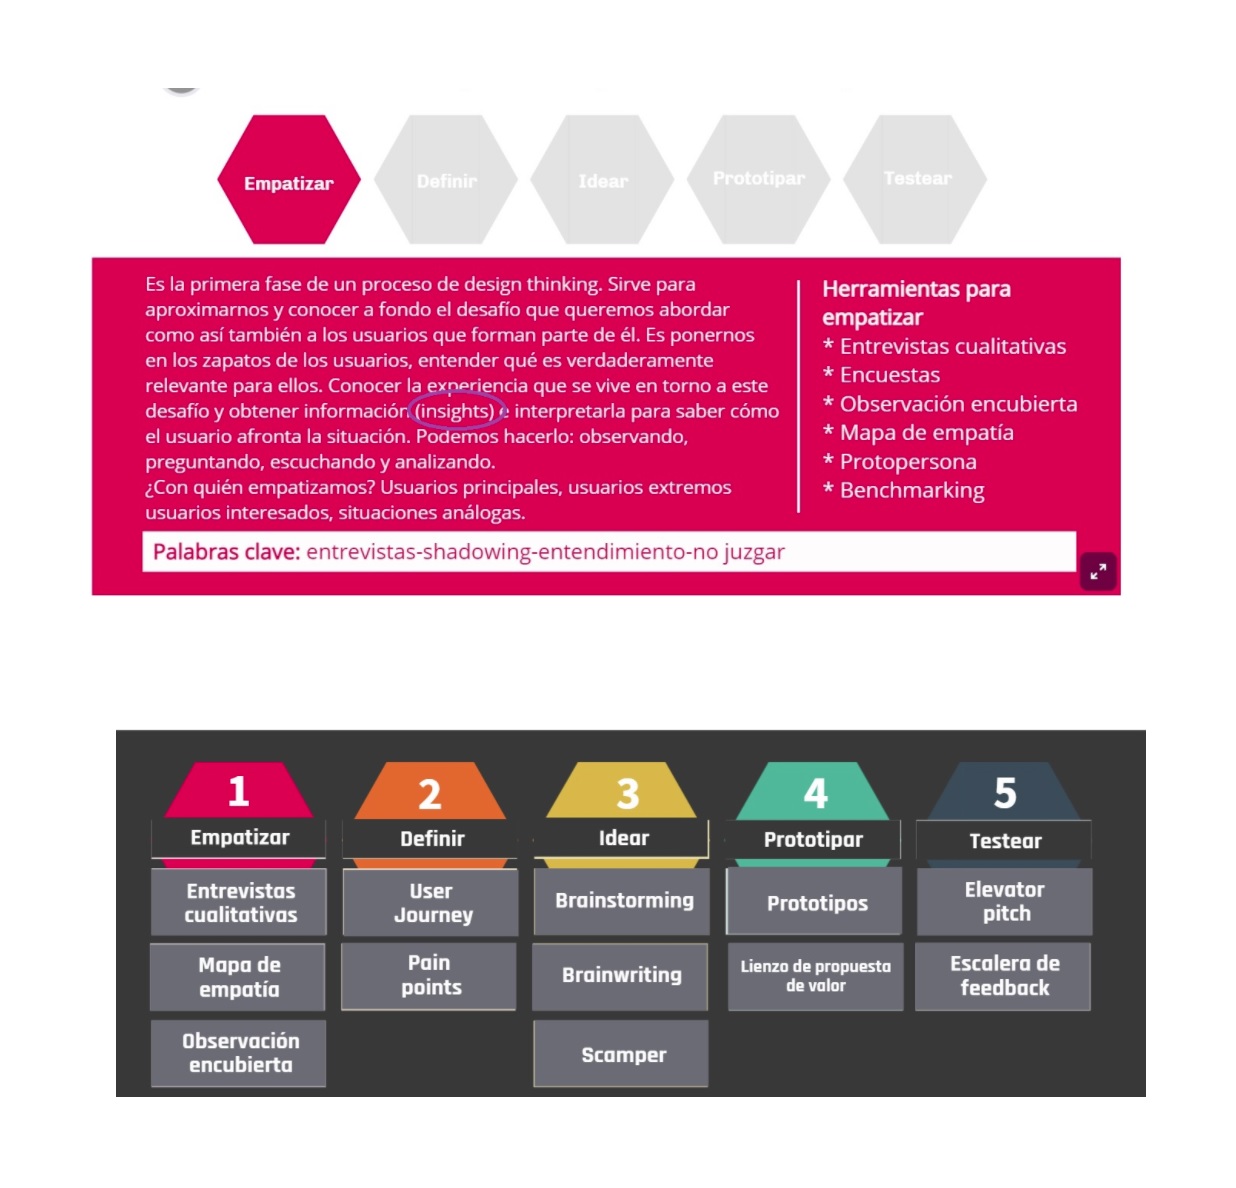 Empatizar
Definir
Idear
Prototipar
Testear
Es la primera fase de un proceso de design thinking. Sirve para
aproximarnos y conocer a fondo el desafío que queremos abordar
como así también a los usuarios que forman parte de él. Es ponernos
en los zapatos de los usuarios, entender qué es verdaderamente
relevante para ellos. Conocer la experiencia que se vive en torno a este
desafío y obtener información (insights) e interpretarla para saber cómo
el usuario afronta la situación. Podemos hacerlo: observando,
preguntando, escuchando y analizando.
¿Con quién empatizamos? Usuarios principales, usuarios extremos
usuarios interesados, situaciones análogas.
Herramientas para
empatizar
* Entrevistas cualitativas
* Encuestas
* Observación encubierta
* Mapa de empatía
* Protopersona
* Benchmarking
Palabras clave: entrevistas-shadowing-entendimiento-no juzgar
1
Empatizar
Entrevistas
cualitativas
Mapa de
empatía
Observación
encubierta
2
Definir
User
Journey
Pain
points
3
Idear
Brainstorming
Brainwriting
Scamper
4
Prototipar
Prototipos
Lienzo de propuesta
de valor
5
Testear
Elevator
pitch
Escalera de
feedback